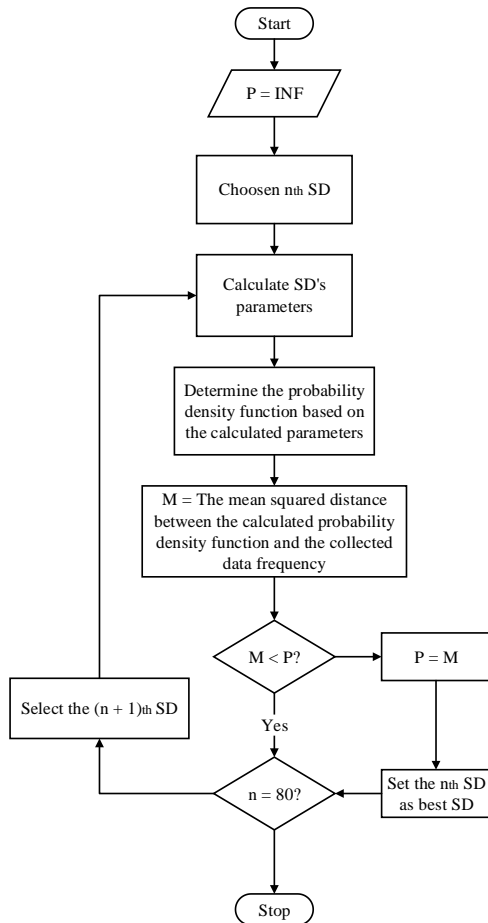 Start
P = INF
Choosen nth SD
Calculate SD's
parameters
Determine the probability
density function based on
the calculated parameters
M = The mean squared distance
between the calculated probability
density function and the collected
data frequency
M < P?
P = M
Select the (n + 1)th SD
Yes
n = 80?
Set the nth SD
as best SD
Stop